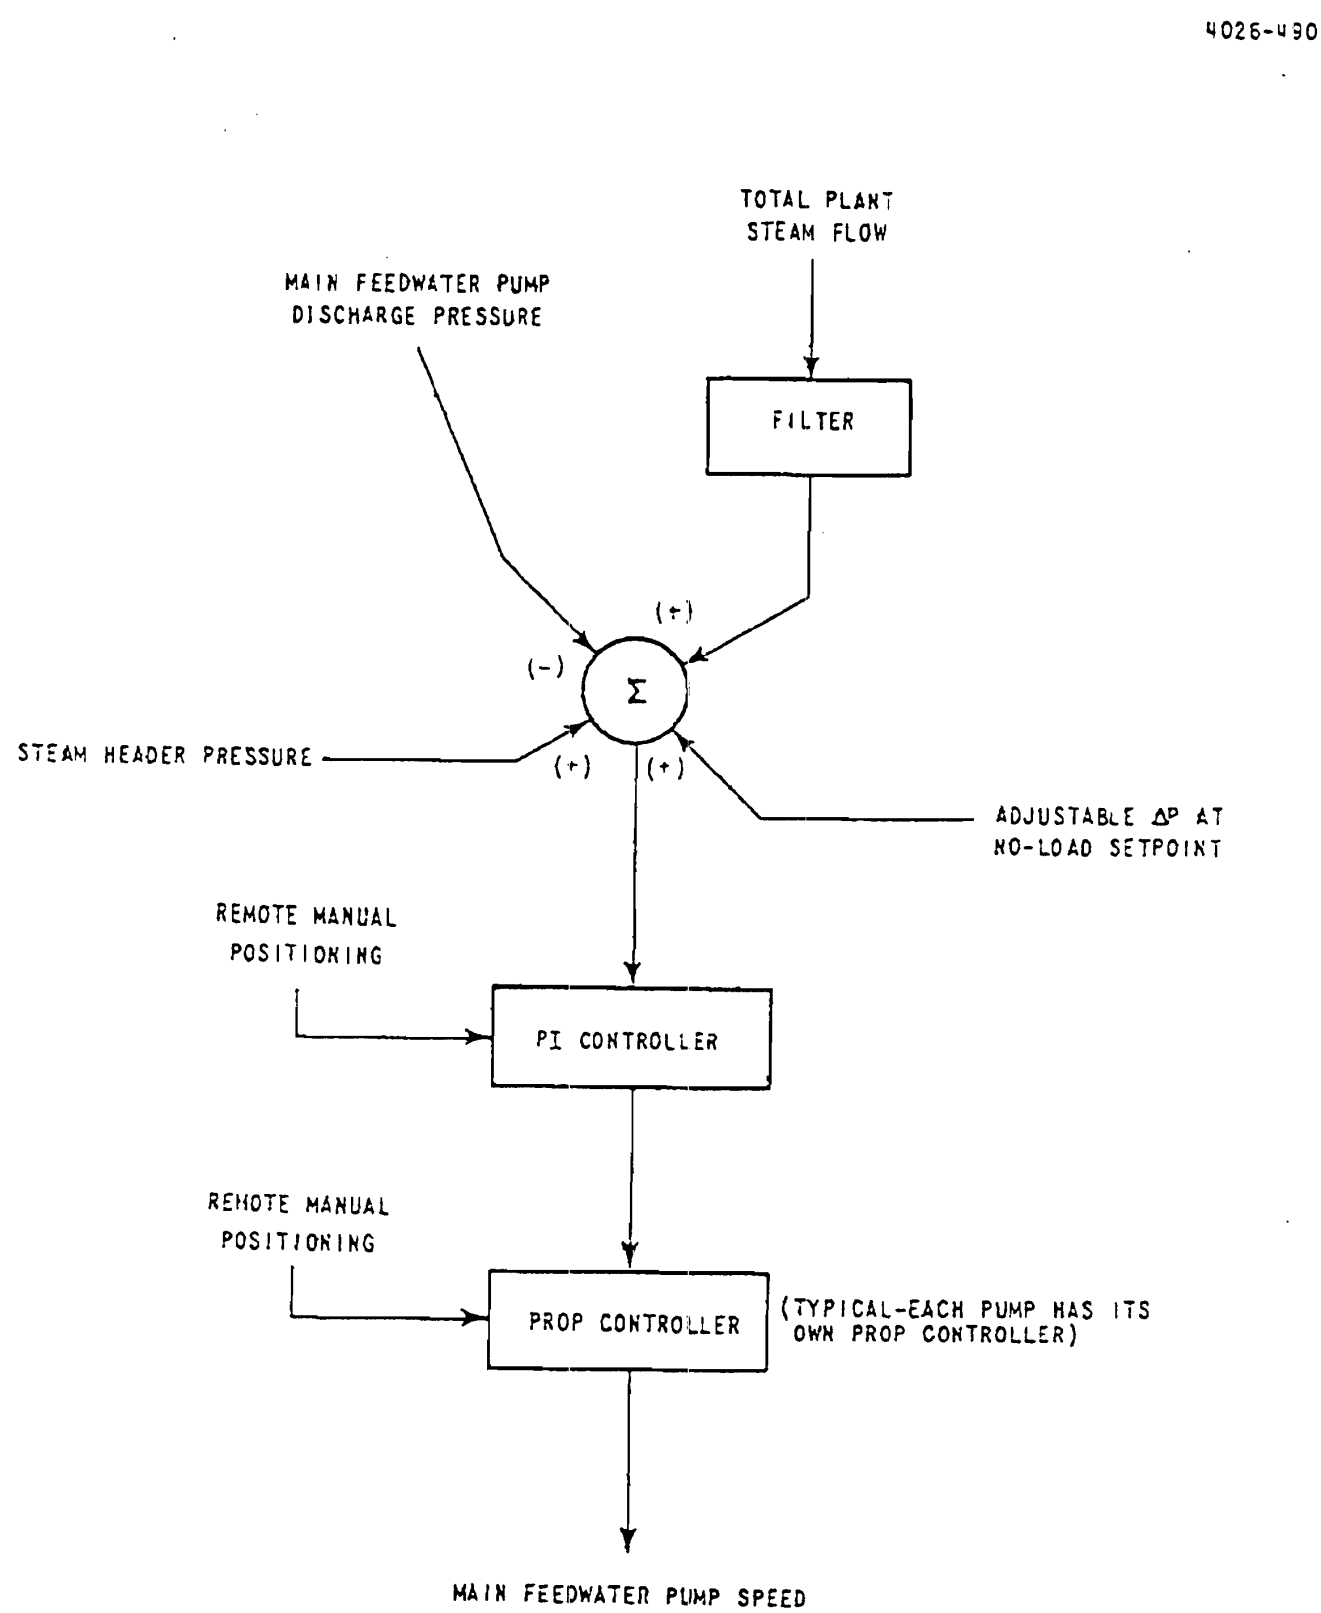 4026-490
TOTAL PLANT
STEAM FLOW
MAIN FEEDWATER PUMP
DISCHARGE PRESSURE
FILTER
(+)
(-)
Σ
STEAM HEADER PRESSURE
(+) (+)
ADJUSTABLE ΔP AT
NO-LOAD SETPOINT
REMOTE MANUAL
POSITIONING
PI CONTROLLER
REMOTE MANUAL
POSITIONING
PROP CONTROLLER
(TYPICAL-EACH PUMP HAS ITS
OWN PROP CONTROLLER)
MAIN FEEDWATER PUMP SPEED